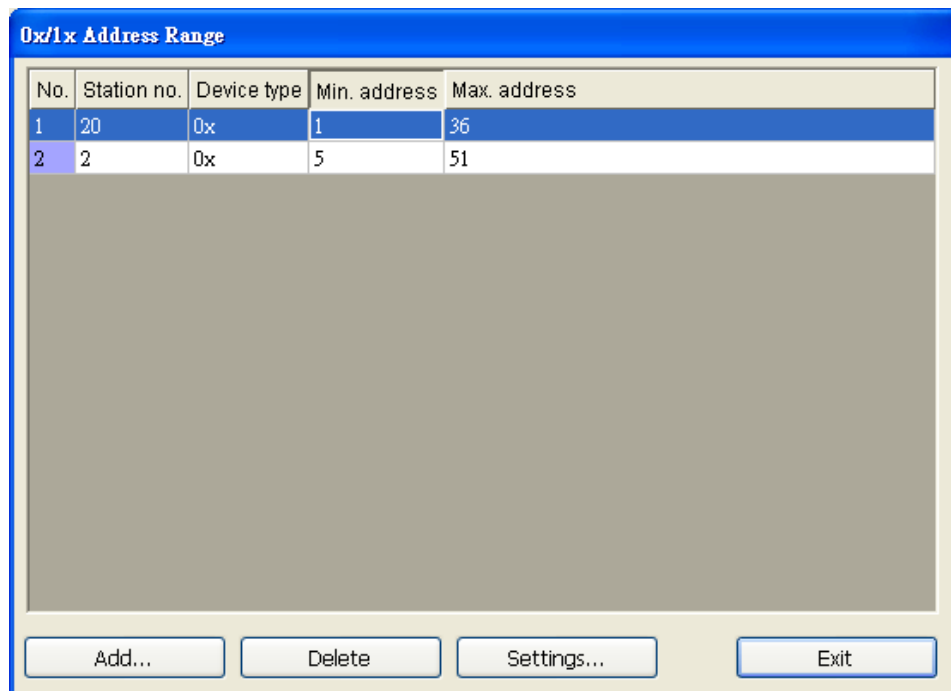 0x/1x Address Range
No. Station no. Device type Min. address Max. address
1 20 0x 1 36
2 2 0x 5 51
Add... Delete Settings... Exit